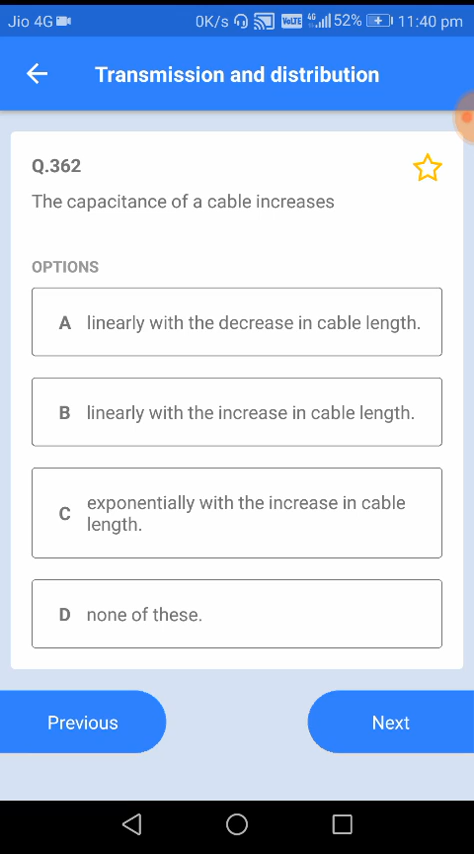 Jio 4G 0K/s VoLTE 4G 52% 11:40 pm
Transmission and distribution
Q.362
The capacitance of a cable increases
OPTIONS
A linearly with the decrease in cable length.
B linearly with the increase in cable length.
C exponentially with the increase in cable
length.
D none of these.
Previous Next